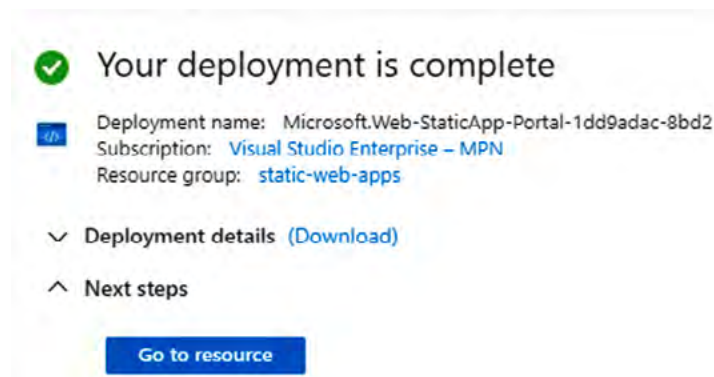 Your deployment is complete
Deployment name: Microsoft.Web-StaticApp-Portal-1dd9adac-8bd2
Subscription: Visual Studio Enterprise – MPN
Resource group: static-web-apps
Deployment details (Download)
Next steps
Go to resource